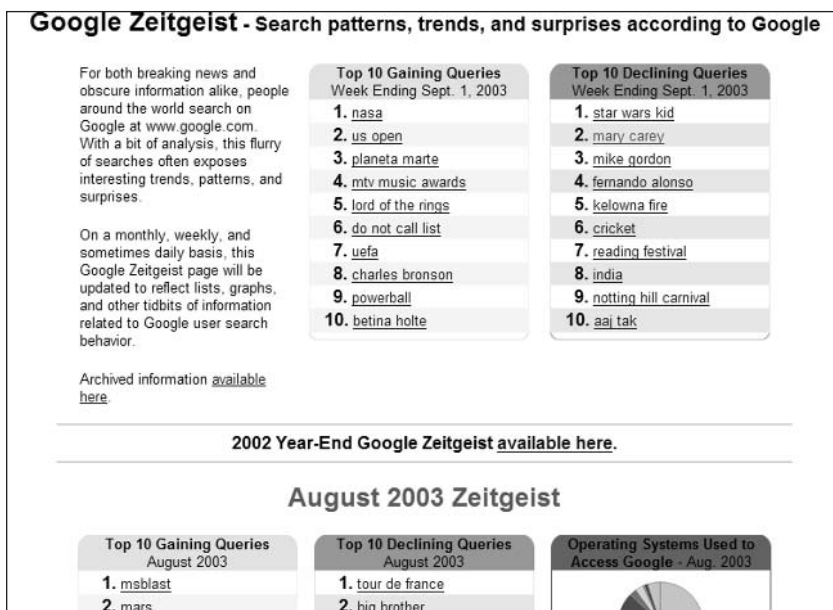 Google Zeitgeist - Search patterns, trends, and surprises according to Google
For both breaking news and
obscure information alike, people
around the world search on
Google at www.google.com.
With a bit of analysis, this flurry
of searches often exposes
interesting trends, patterns, and
surprises.
On a monthly, weekly, and
sometimes daily basis, this
Google Zeitgeist page will be
updated to reflect lists, graphs,
and other tidbits of information
related to Google user search
behavior.
Archived information available
here.
Top 10 Gaining Queries
Week Ending Sept. 1, 2003
1. nasa
2. us open
3. planeta marte
4. mtv music awards
5. lord of the rings
6. do not call list
7. uefa
8. charles bronson
9. powerball
10. betina holte
Top 10 Declining Queries
Week Ending Sept. 1, 2003
1. star wars kid
2. mary carey
3. mike gordon
4. fernando alonso
5. kelowna fire
6. cricket
7. reading festival
8. india
9. notting hill carnival
10. aaj tak
2002 Year-End Google Zeitgeist available here.
August 2003 Zeitgeist
Top 10 Gaining Queries
August 2003
1. msblast
2. mars
Top 10 Declining Queries
August 2003
1. tour de france
2. big brother
Operating Systems Used to
Access Google - Aug. 2003